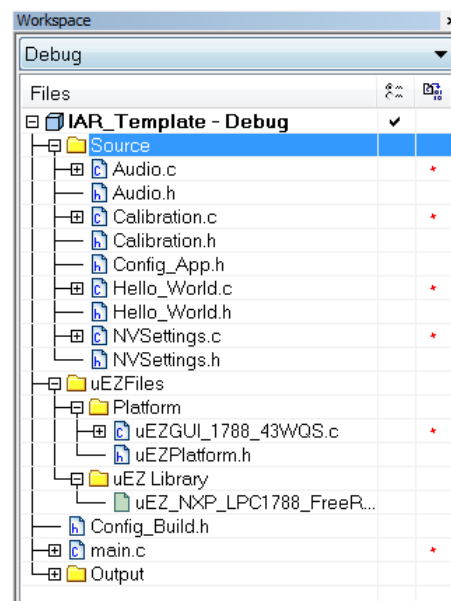 Workspace
Debug
Files
IAR_Template - Debug
Source
Audio.c
Audio.h
Calibration.c
Calibration.h
Config_App.h
Hello_World.c
Hello_World.h
NVSettings.c
NVSettings.h
uEZFiles
Platform
uEZGUI_1788_43WQS.c
uEZPlatform.h
uEZ Library
uEZ_NXP_LPC1788_FreeR...
Config_Build.h
main.c
Output